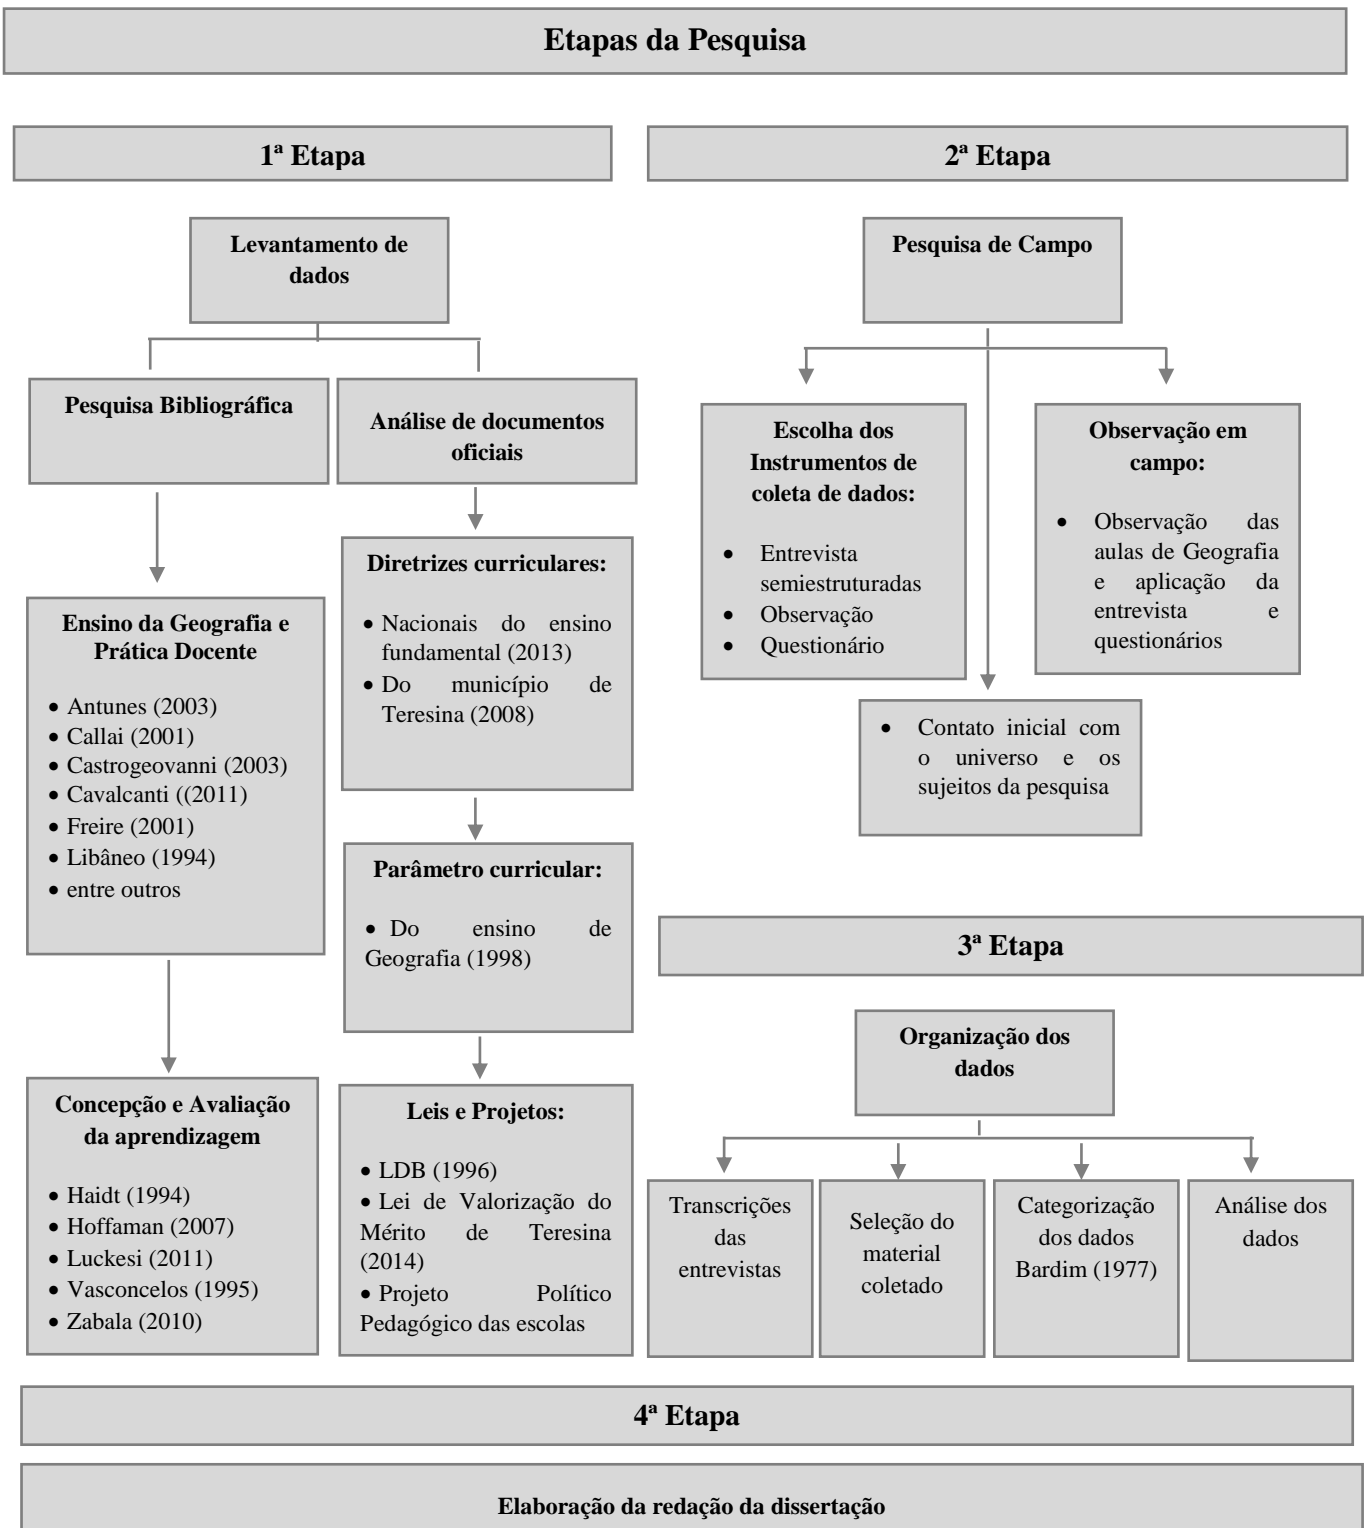 Etapas da Pesquisa
1ª Etapa
Levantamento de
dados
Pesquisa Bibliográfica
Análise de documentos
oficiais
Ensino da Geografia e
Prática Docente
• Antunes (2003)
• Callai (2001)
• Castrogeovanni (2003)
• Cavalcanti ((2011)
• Freire (2001)
• Libâneo (1994)
• entre outros
Concepção e Avaliação
da aprendizagem
• Haidt (1994)
• Hoffaman (2007)
• Luckesi (2011)
• Vasconcelos (1995)
• Zabala (2010)
Diretrizes curriculares:
• Nacionais do ensino
fundamental (2013)
• Do município de
Teresina (2008)
Parâmetro curricular:
• Do ensino de
Geografia (1998)
Leis e Projetos:
• LDB (1996)
• Lei de Valorização do
Mérito de Teresina
(2014)
• Projeto Político
Pedagógico das escolas
2ª Etapa
Pesquisa de Campo
Escolha dos
Instrumentos de
coleta de dados:
• Entrevista
semiestruturadas
• Observação
• Questionário
Observação em
campo:
• Observação das
aulas de Geografia
e aplicação da
entrevista e
questionários
• Contato inicial com
o universo e os
sujeitos da pesquisa
3ª Etapa
Organização dos
dados
Transcrições
das
entrevistas
Seleção do
material
coletado
Categorização
dos dados
Bardim (1977)
Análise dos
dados
4ª Etapa
Elaboração da redação da dissertação